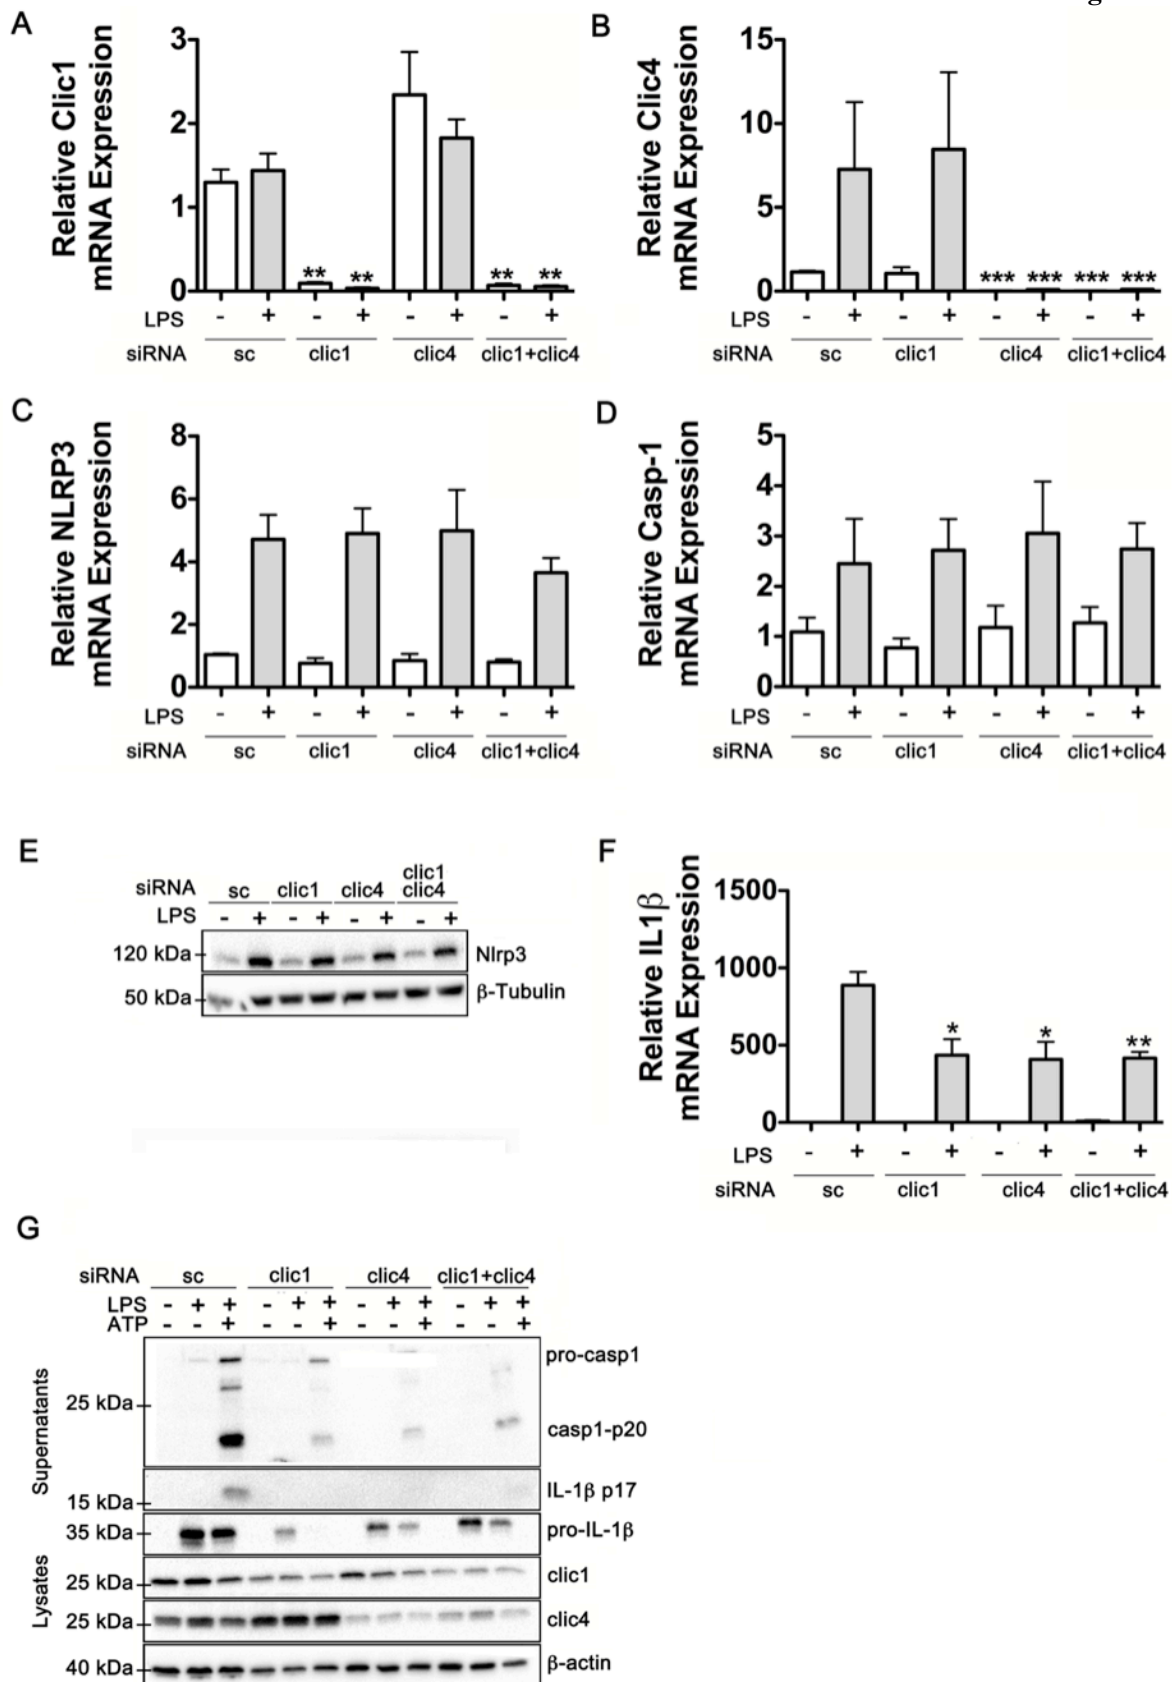 g
A
Relative Clic1
mRNA Expression
3
2
1
0
** ** ** **
LPS - + - + - + - +
siRNA sc clic1 clic4 clic1+clic4
B
Relative Clic4
mRNA Expression
15
10
5
0
*** *** *** ***
LPS - + - + - + - +
siRNA sc clic1 clic4 clic1+clic4
C
Relative NLRP3
mRNA Expression
8
6
4
2
0
LPS - + - + - + - +
siRNA sc clic1 clic4 clic1+clic4
D
Relative Casp-1
mRNA Expression
5
4
3
2
1
0
LPS - + - + - + - +
siRNA sc clic1 clic4 clic1+clic4
E
clic1
siRNA sc clic1 clic4 clic4
LPS - + - + - + - +
120 kDa Nlrp3
50 kDa β-Tubulin
F
Relative IL1β
mRNA Expression
1500
1000
500
0
* * **
LPS - + - + - + - +
siRNA sc clic1 clic4 clic1+clic4
G
siRNA sc clic1 clic4 clic1+clic4
LPS - + + - + + - + + - + +
ATP - - + - - + - - + - - +
Supernatants
pro-casp1
25 kDa
casp1-p20
IL-1β p17
15 kDa
Lysates
35 kDa pro-IL-1β
25 kDa clic1
25 kDa clic4
40 kDa β-actin